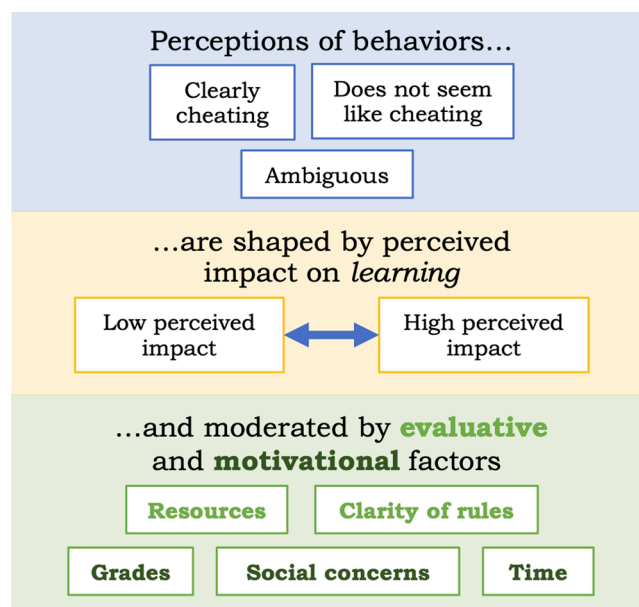 Perceptions of behaviors…
Clearly
cheating
Does not seem
like cheating
Ambiguous
…are shaped by perceived
impact on learning
Low perceived
impact
High perceived
impact
…and moderated by evaluative
and motivational factors
Resources
Clarity of rules
Grades
Social concerns
Time